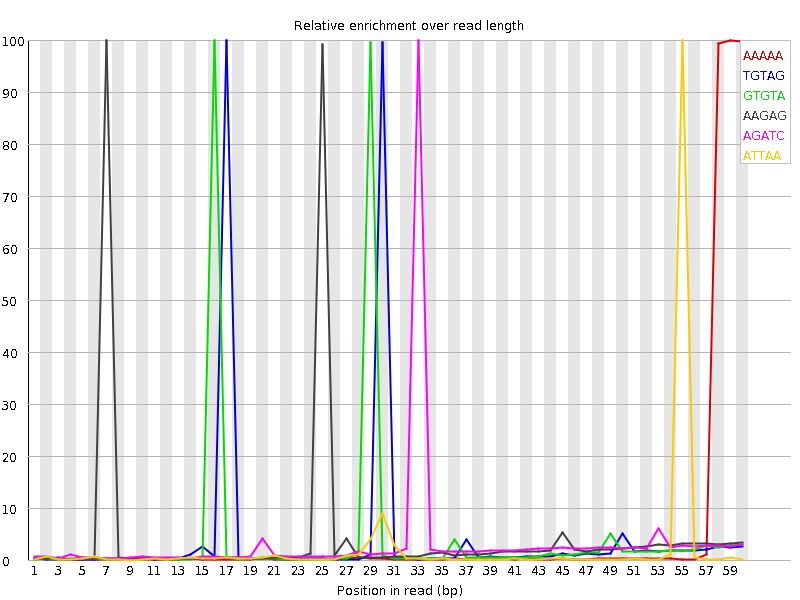 Relative enrichment over read length
100
90
80
70
60
50
40
30
20
10
0
AAAAA
TGTAG
GTGTA
AAGAG
AGATC
ATTAA
1 3 5 7 9 11 13 15 17 19 21 23 25 27 29 31 33 35 37 39 41 43 45 47 49 51 53 55 57 59
Position in read (bp)